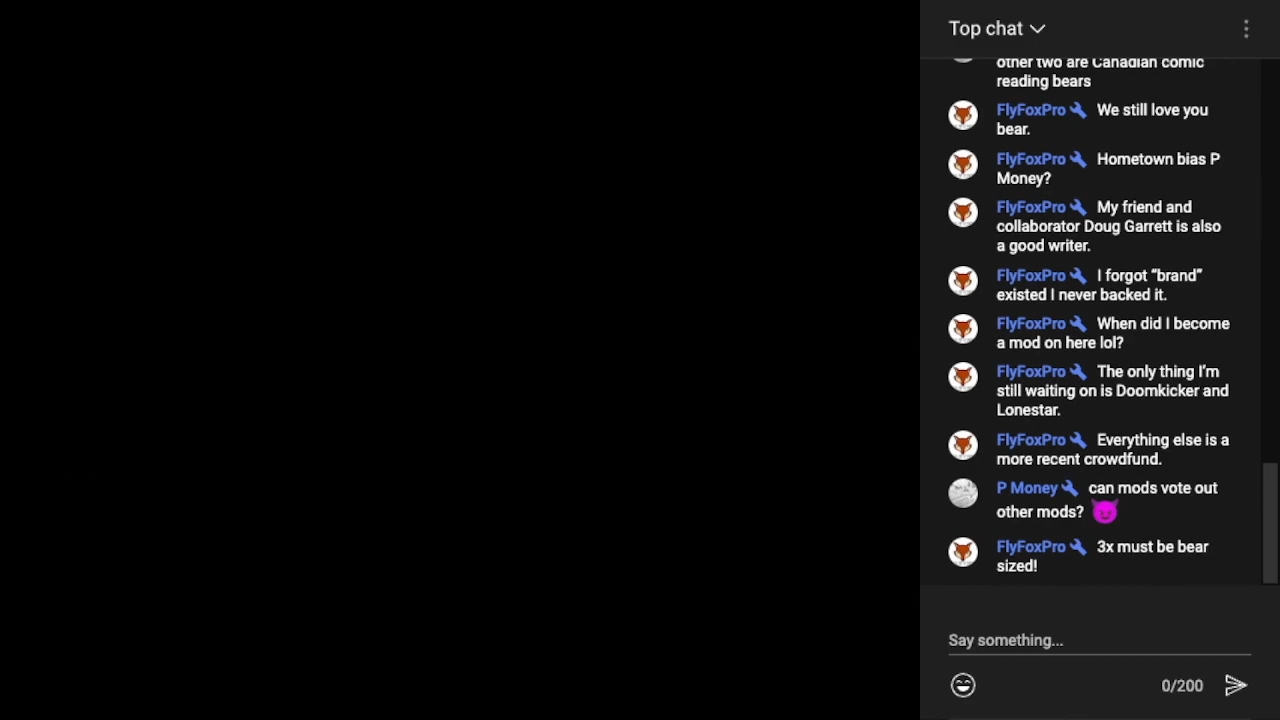 Top chat
other two are Canadian comic
reading bears
FlyFoxPro We still love you
bear.
FlyFoxPro Hometown bias P
Money?
FlyFoxPro My friend and
collaborator Doug Garrett is also
a good writer.
FlyFoxPro I forgot “brand”
existed I never backed it.
FlyFoxPro When did I become
a mod on here lol?
FlyFoxPro The only thing I’m
still waiting on is Doomkicker and
Lonestar.
FlyFoxPro Everything else is a
more recent crowdfund.
P Money can mods vote out
other mods? 😈
FlyFoxPro 3x must be bear
sized!
Say something...
0/200